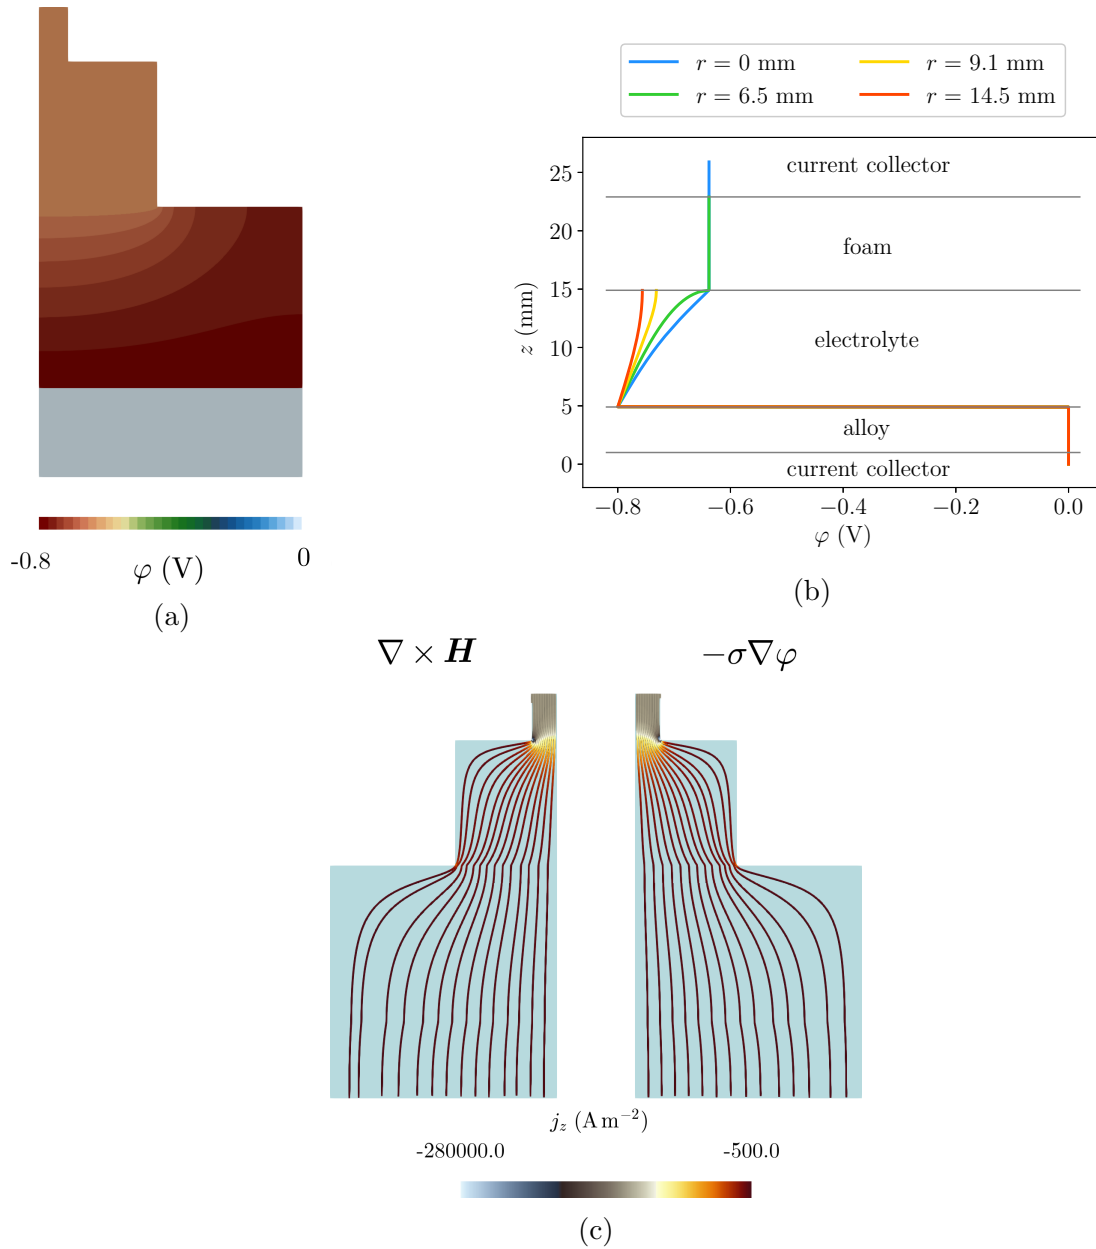 (a)
-0.8
0
φ (V)
r = 0 mm
r = 6.5 mm
r = 9.1 mm
r = 14.5 mm
current collector
foam
electrolyte
alloy
current collector
25
20
15
10
5
0
z (mm)
−0.8
−0.6
−0.4
−0.2
0.0
φ (V)
(a)
(b)
∇ × H
−σ∇φ
j_z (A m⁻²)
-280000.0
-500.0
(c)